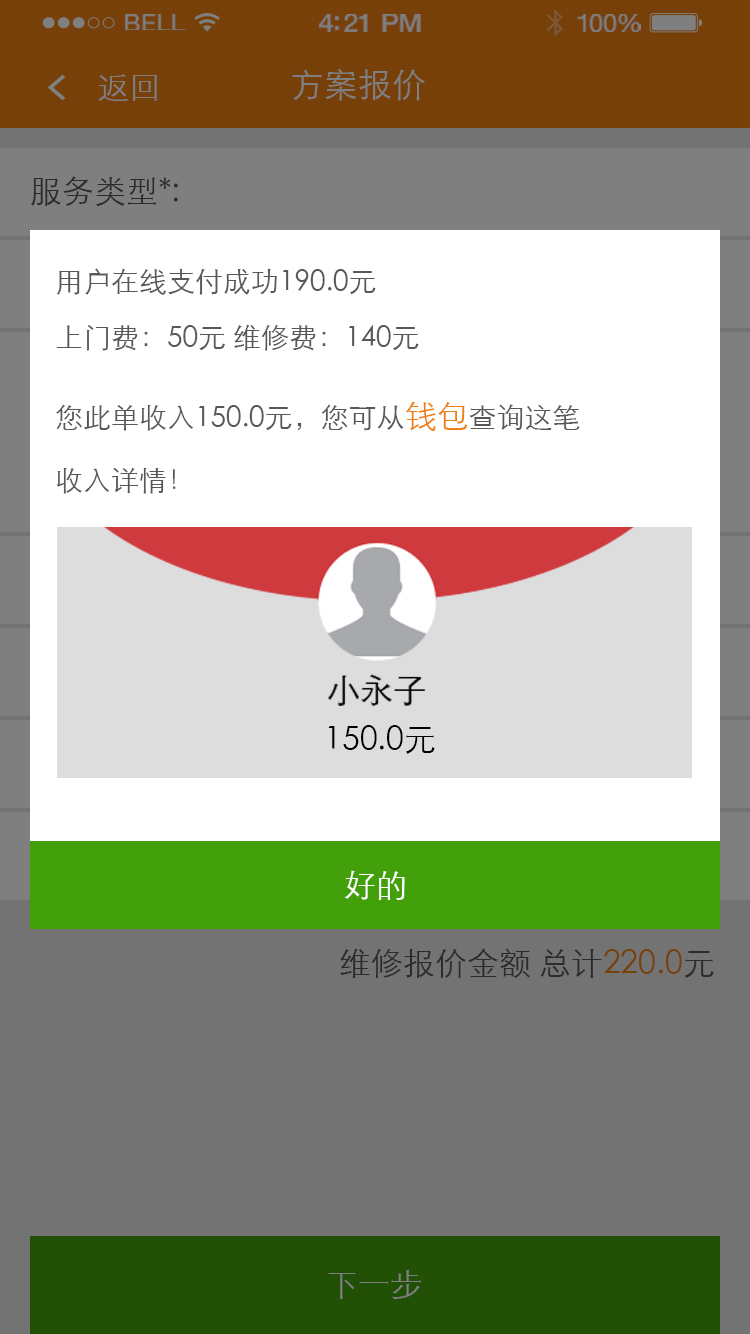 BELL 4:21 PM 100%
返回 方案报价
服务类型*:
用户在线支付成功190.0元
上门费：50元 维修费：140元
您此单收入150.0元，您可从钱包查询这笔
收入详情！
小永子
150.0元
好的
维修报价金额 总计220.0元
下一步